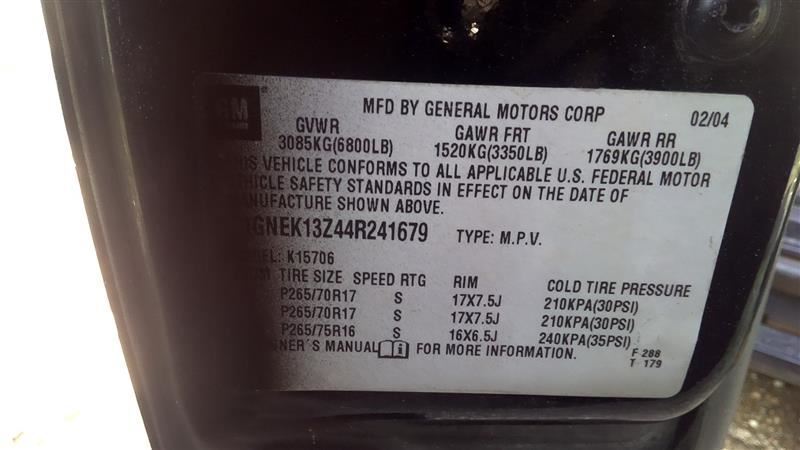 GM
MFD BY GENERAL MOTORS CORP 02/04
GVWR GAWR FRT GAWR RR
3085KG(6800LB) 1520KG(3350LB) 1769KG(3900LB)
VEHICLE CONFORMS TO ALL APPLICABLE U.S. FEDERAL MOTOR
SAFETY STANDARDS IN EFFECT ON THE DATE OF
SHOWN ABOVE.
GNEK13Z44R241679 TYPE: M.P.V.
K15706
TIRE SIZE SPEED RTG RIM COLD TIRE PRESSURE
P265/70R17 S 17X7.5J 210KPA(30PSI)
P265/70R17 S 17X7.5J 210KPA(30PSI)
P265/75R16 S 16X6.5J 240KPA(35PSI)
MANUAL FOR MORE INFORMATION. F 288
T 179